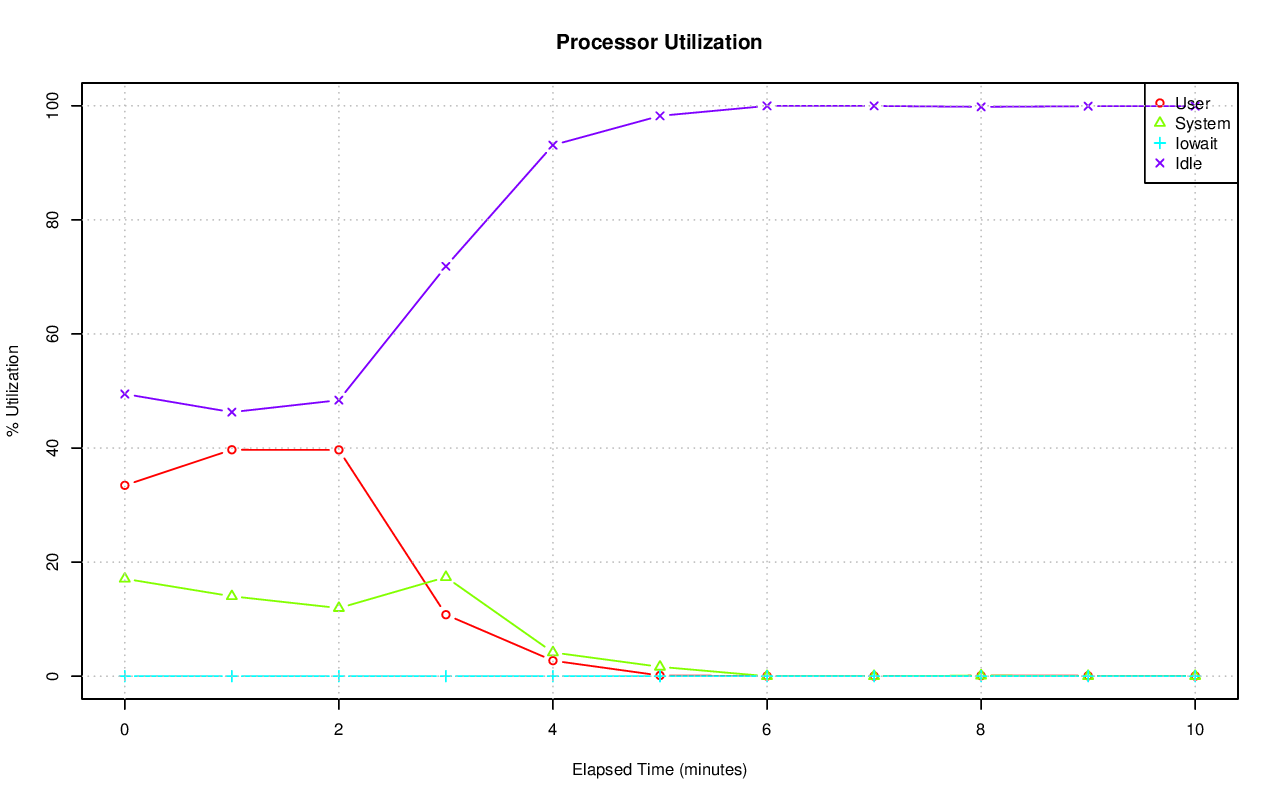 Processor Utilization
% Utilization
100
80
60
40
20
0
User
System
Iowait
Idle
0 2 4 6 8 10
Elapsed Time (minutes)